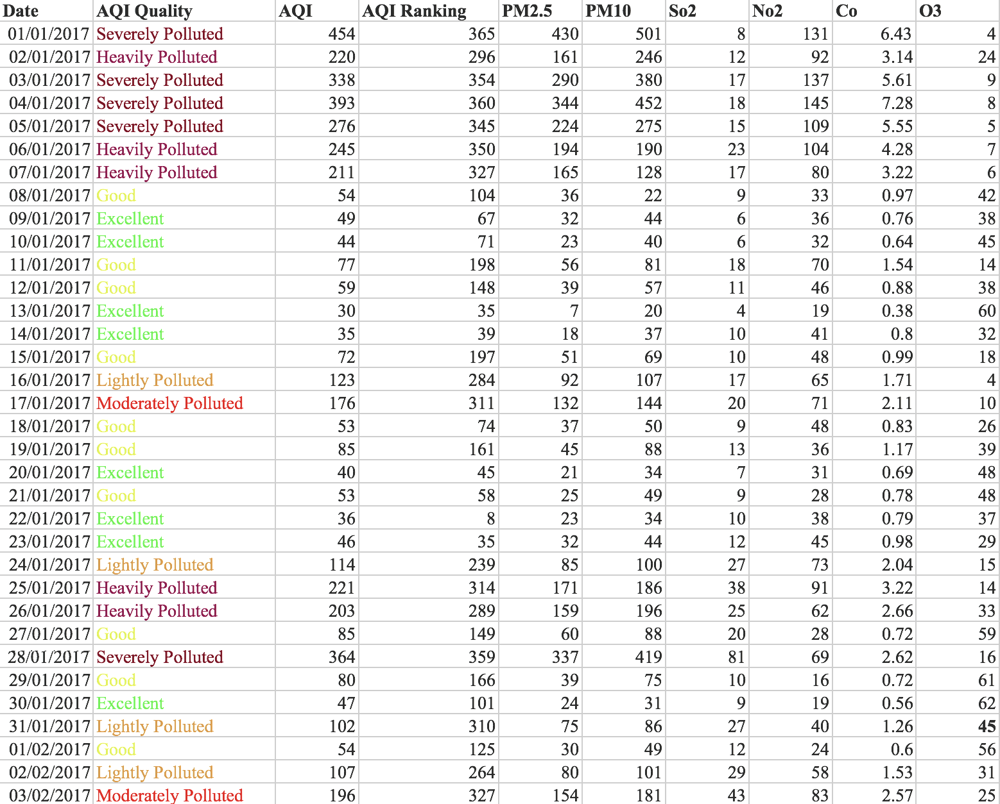 Date AQI Quality AQI AQI Ranking PM2.5 PM10 So2 No2 Co O3
01/01/2017 Severely Polluted 454 365 430 501 8 131 6.43 4
02/01/2017 Heavily Polluted 220 296 161 246 12 92 3.14 24
03/01/2017 Severely Polluted 338 354 290 380 17 137 5.61 9
04/01/2017 Severely Polluted 393 360 344 452 18 145 7.28 8
05/01/2017 Severely Polluted 276 345 224 275 15 109 5.55 5
06/01/2017 Heavily Polluted 245 350 194 190 23 104 4.28 7
07/01/2017 Heavily Polluted 211 327 165 128 17 80 3.22 6
08/01/2017 Good 54 104 36 22 9 33 0.97 42
09/01/2017 Excellent 49 67 32 44 6 36 0.76 38
10/01/2017 Excellent 44 71 23 40 6 32 0.64 45
11/01/2017 Good 77 198 56 81 18 70 1.54 14
12/01/2017 Good 59 148 39 57 11 46 0.88 38
13/01/2017 Excellent 30 35 7 20 4 19 0.38 60
14/01/2017 Excellent 35 39 18 37 10 41 0.8 32
15/01/2017 Good 72 197 51 69 10 48 0.99 18
16/01/2017 Lightly Polluted 123 284 92 107 17 65 1.71 4
17/01/2017 Moderately Polluted 176 311 132 144 20 71 2.11 10
18/01/2017 Good 53 74 37 50 9 48 0.83 26
19/01/2017 Good 85 161 45 88 13 36 1.17 39
20/01/2017 Excellent 40 45 21 34 7 31 0.69 48
21/01/2017 Good 53 58 25 49 9 28 0.78 48
22/01/2017 Excellent 36 8 23 34 10 38 0.79 37
23/01/2017 Excellent 46 35 32 44 12 45 0.98 29
24/01/2017 Lightly Polluted 114 239 85 100 27 73 2.04 15
25/01/2017 Heavily Polluted 221 314 171 186 38 91 3.22 14
26/01/2017 Heavily Polluted 203 289 159 196 25 62 2.66 33
27/01/2017 Good 85 149 60 88 20 28 0.72 59
28/01/2017 Severely Polluted 364 359 337 419 81 69 2.62 16
29/01/2017 Good 80 166 39 75 10 16 0.72 61
30/01/2017 Excellent 47 101 24 31 9 19 0.56 62
31/01/2017 Lightly Polluted 102 310 75 86 27 40 1.26 45
01/02/2017 Good 54 125 30 49 12 24 0.6 56
02/02/2017 Lightly Polluted 107 264 80 101 29 58 1.53 31
03/02/2017 Moderately Polluted 196 327 154 181 43 83 2.57 25